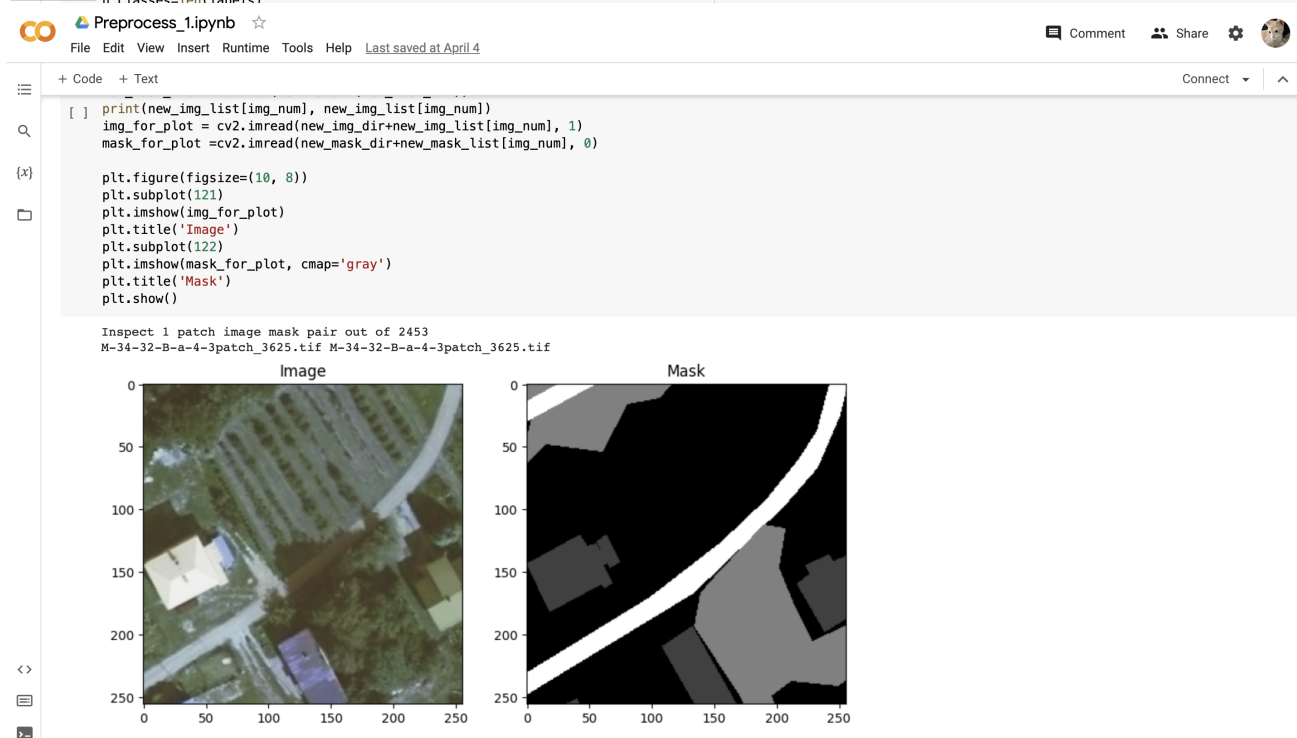 Preprocess_1.ipynb
Comment
Share
File Edit View Insert Runtime Tools Help Last saved at April 4
+ Code + Text
Connect
[ ]
print(new_img_list[img_num], new_img_list[img_num])
img_for_plot = cv2.imread(new_img_dir+new_img_list[img_num], 1)
mask_for_plot =cv2.imread(new_mask_dir+new_mask_list[img_num], 0)
{x}
plt.figure(figsize=(10, 8))
plt.subplot(121)
plt.imshow(img_for_plot)
plt.title('Image')
plt.subplot(122)
plt.imshow(mask_for_plot, cmap='gray')
plt.title('Mask')
plt.show()
Inspect 1 patch image mask pair out of 2453
M-34-32-B-a-4-3patch_3625.tif M-34-32-B-a-4-3patch_3625.tif
Image
0
50
100
150
200
250
0 50 100 150 200 250
Mask
0
50
100
150
200
250
0 50 100 150 200 250